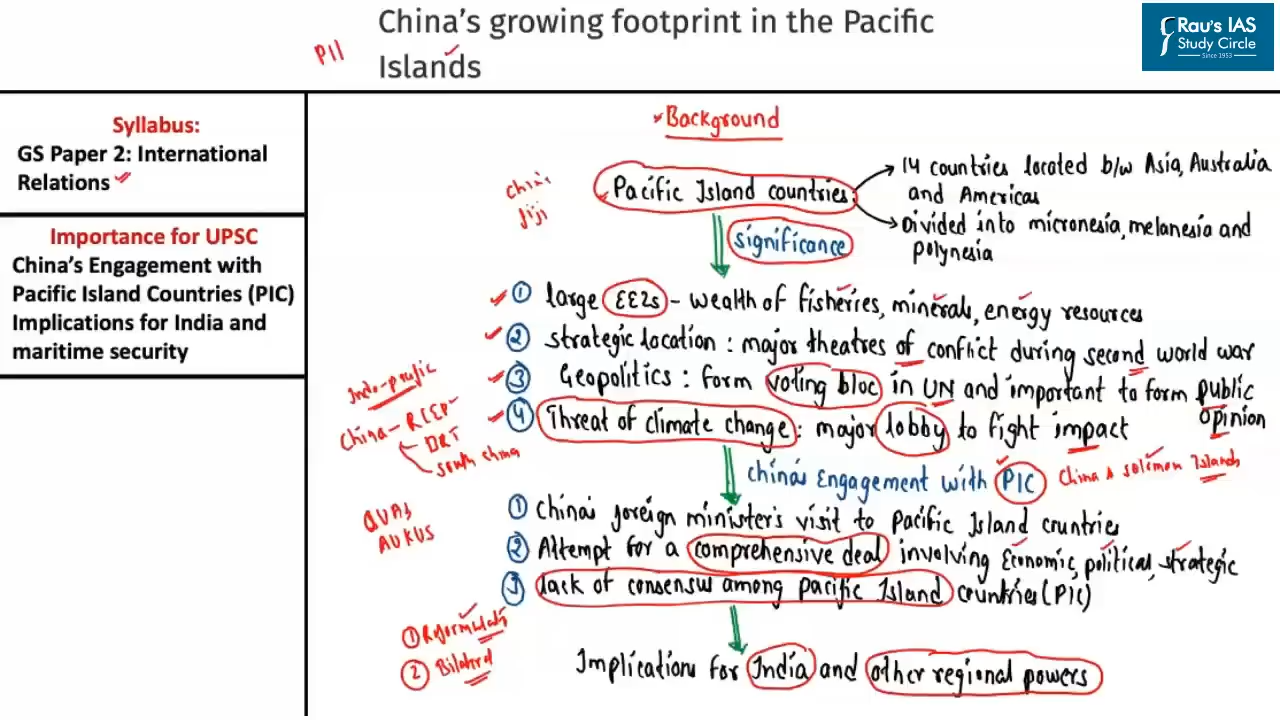 China's growing footprint in the Pacific
Islands
PII
Rau's IAS
Study Circle
Since 1953
Syllabus:
GS Paper 2: International
Relations
Importance for UPSC
China's Engagement with
Pacific Island Countries (PIC)
Implications for India and
maritime security
Background
Pacific Island countries
14 countries located b/w Asia, Australia
and Americas
Divided into micronesia, melanesia and
polynesia
fiji
significance
1 large EEZs - wealth of fisheries, minerals, energy resources
2 strategic location : major theatres of conflict during second world war
3 Geopolitics : form voting bloc in UN and important to form public
opinion
4 Threat of climate change : major lobby to fight impact
Indo-pacific
China - RCEP
South China
China's Engagement with PIC
China & Solomon Islands
QUAD
AUKUS
1 China's foreign minister's visit to Pacific Island countries
2 Attempt for a comprehensive deal involving Economic, political, strategic
3 lack of consensus among pacific Island countries (PIC)
1
2 Bilateral
Implications for India and other regional powers